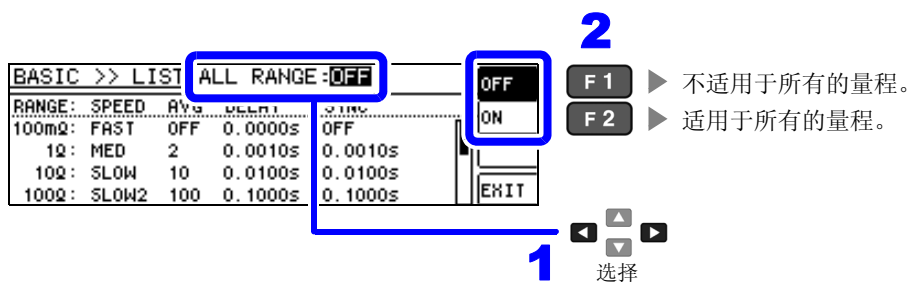 2
BASIC >> LIST ALL RANGE:OFF
OFF
F1 不适用于所有的量程。
RANGE: SPEED AVG DELAY SYNC
ON
F2 适用于所有的量程。
100mΩ: FAST OFF 0.0000s OFF
1Ω: MED 2 0.0010s 0.0010s
10Ω: SLOW 10 0.0100s 0.0100s
100Ω: SLOW2 100 0.1000s 0.1000s
EXIT
1
选择